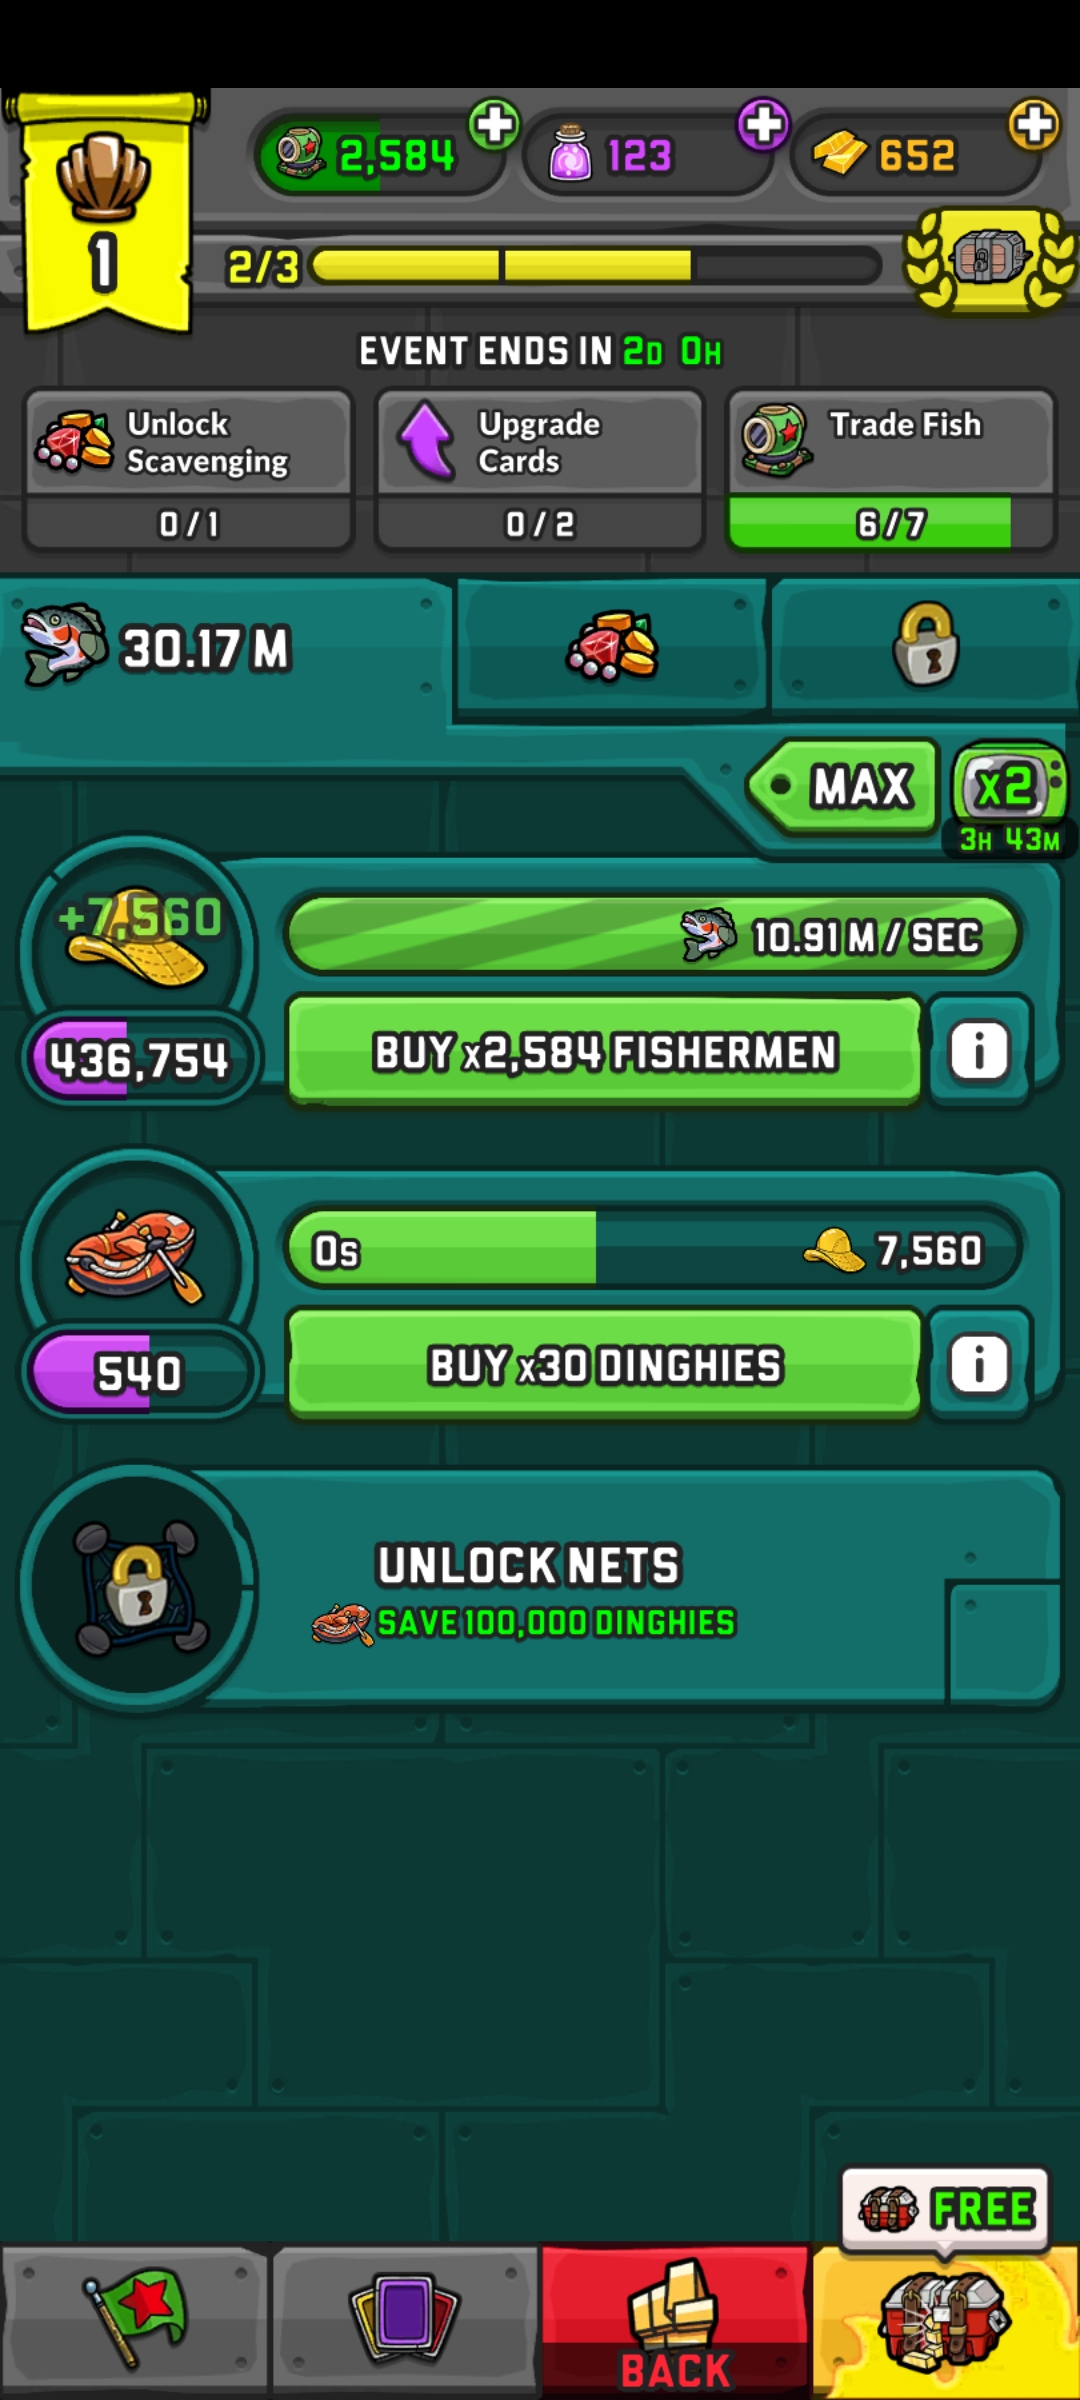 2,584
123
652
1
2/3
EVENT ENDS IN 2D 0H
Unlock
Scavenging
0/1
Upgrade
Cards
0/2
Trade Fish
6/7
30.17 M
MAX
x2
3H 43M
+7,560
10.91 M / SEC
436,754
BUY x2,584 FISHERMEN
i
0s
7,560
540
BUY x30 DINGHIES
i
UNLOCK NETS
SAVE 100,000 DINGHIES
FREE
BACK